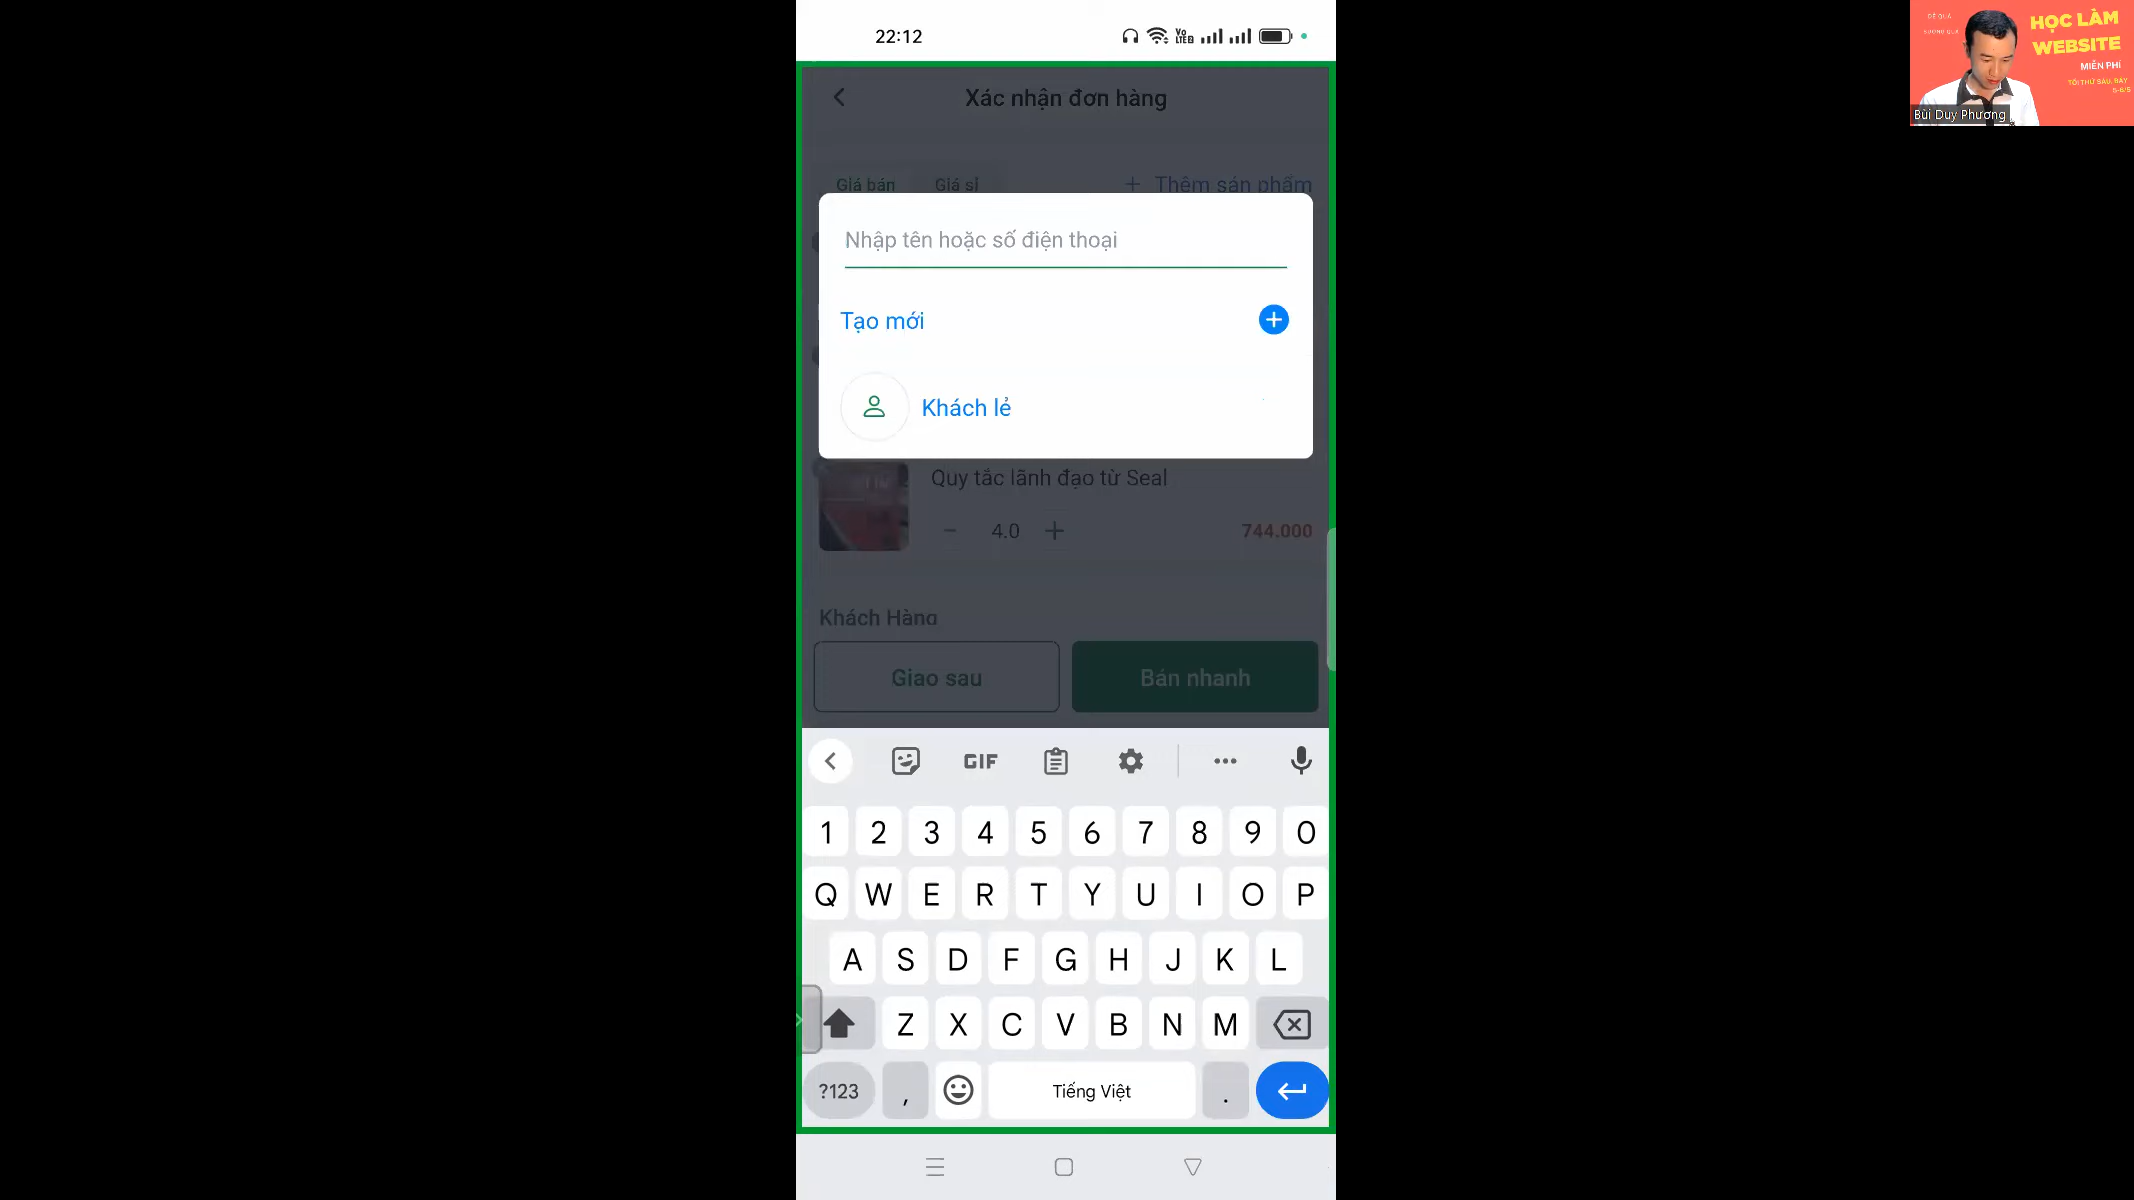 22:12
Xác nhận đơn hàng
Giá bán Giá sỉ + Thêm sản phẩm
Nhập tên hoặc số điện thoại
Tạo mới
Khách lẻ
Quy tắc lãnh đạo từ Seal
− 4.0 + 744.000
Khách Hàng
Giao sau Bán nhanh
GIF
1 2 3 4 5 6 7 8 9 0
Q W E R T Y U I O P
A S D F G H J K L
Z X C V B N M
?123 , Tiếng Việt .
HỌC LÀM
WEBSITE
MIỄN PHÍ
Bùi Duy Phương